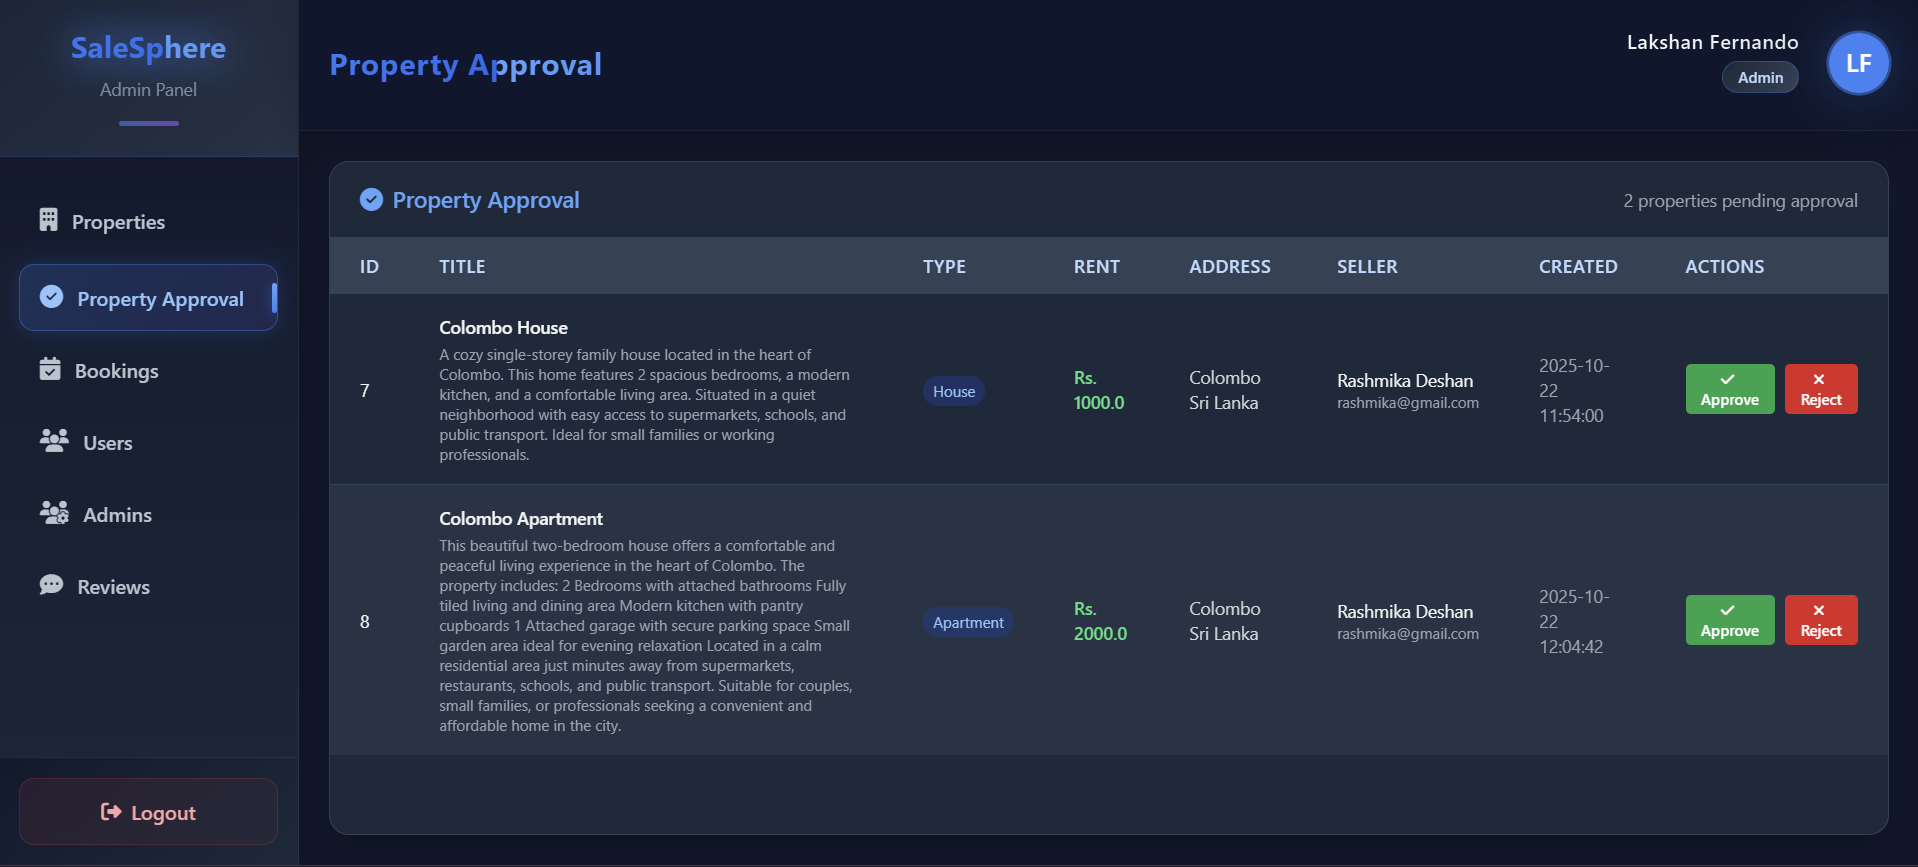 SaleSphere
Admin Panel
Properties
Property Approval
Bookings
Users
Admins
Reviews
Logout
Property Approval
Lakshan Fernando
Admin
LF
Property Approval
2 properties pending approval
ID TITLE TYPE RENT ADDRESS SELLER CREATED ACTIONS
7
Colombo House
A cozy single-storey family house located in the heart of
Colombo. This home features 2 spacious bedrooms, a modern
kitchen, and a comfortable living area. Situated in a quiet
neighborhood with easy access to supermarkets, schools, and
public transport. Ideal for small families or working
professionals.
House
Rs.
1000.0
Colombo
Sri Lanka
Rashmika Deshan
rashmika@gmail.com
2025-10-
22
11:54:00
Approve
Reject
8
Colombo Apartment
This beautiful two-bedroom house offers a comfortable and
peaceful living experience in the heart of Colombo. The
property includes: 2 Bedrooms with attached bathrooms Fully
tiled living and dining area Modern kitchen with pantry
cupboards 1 Attached garage with secure parking space Small
garden area ideal for evening relaxation Located in a calm
residential area just minutes away from supermarkets,
restaurants, schools, and public transport. Suitable for couples,
small families, or professionals seeking a convenient and
affordable home in the city.
Apartment
Rs.
2000.0
Colombo
Sri Lanka
Rashmika Deshan
rashmika@gmail.com
2025-10-
22
12:04:42
Approve
Reject